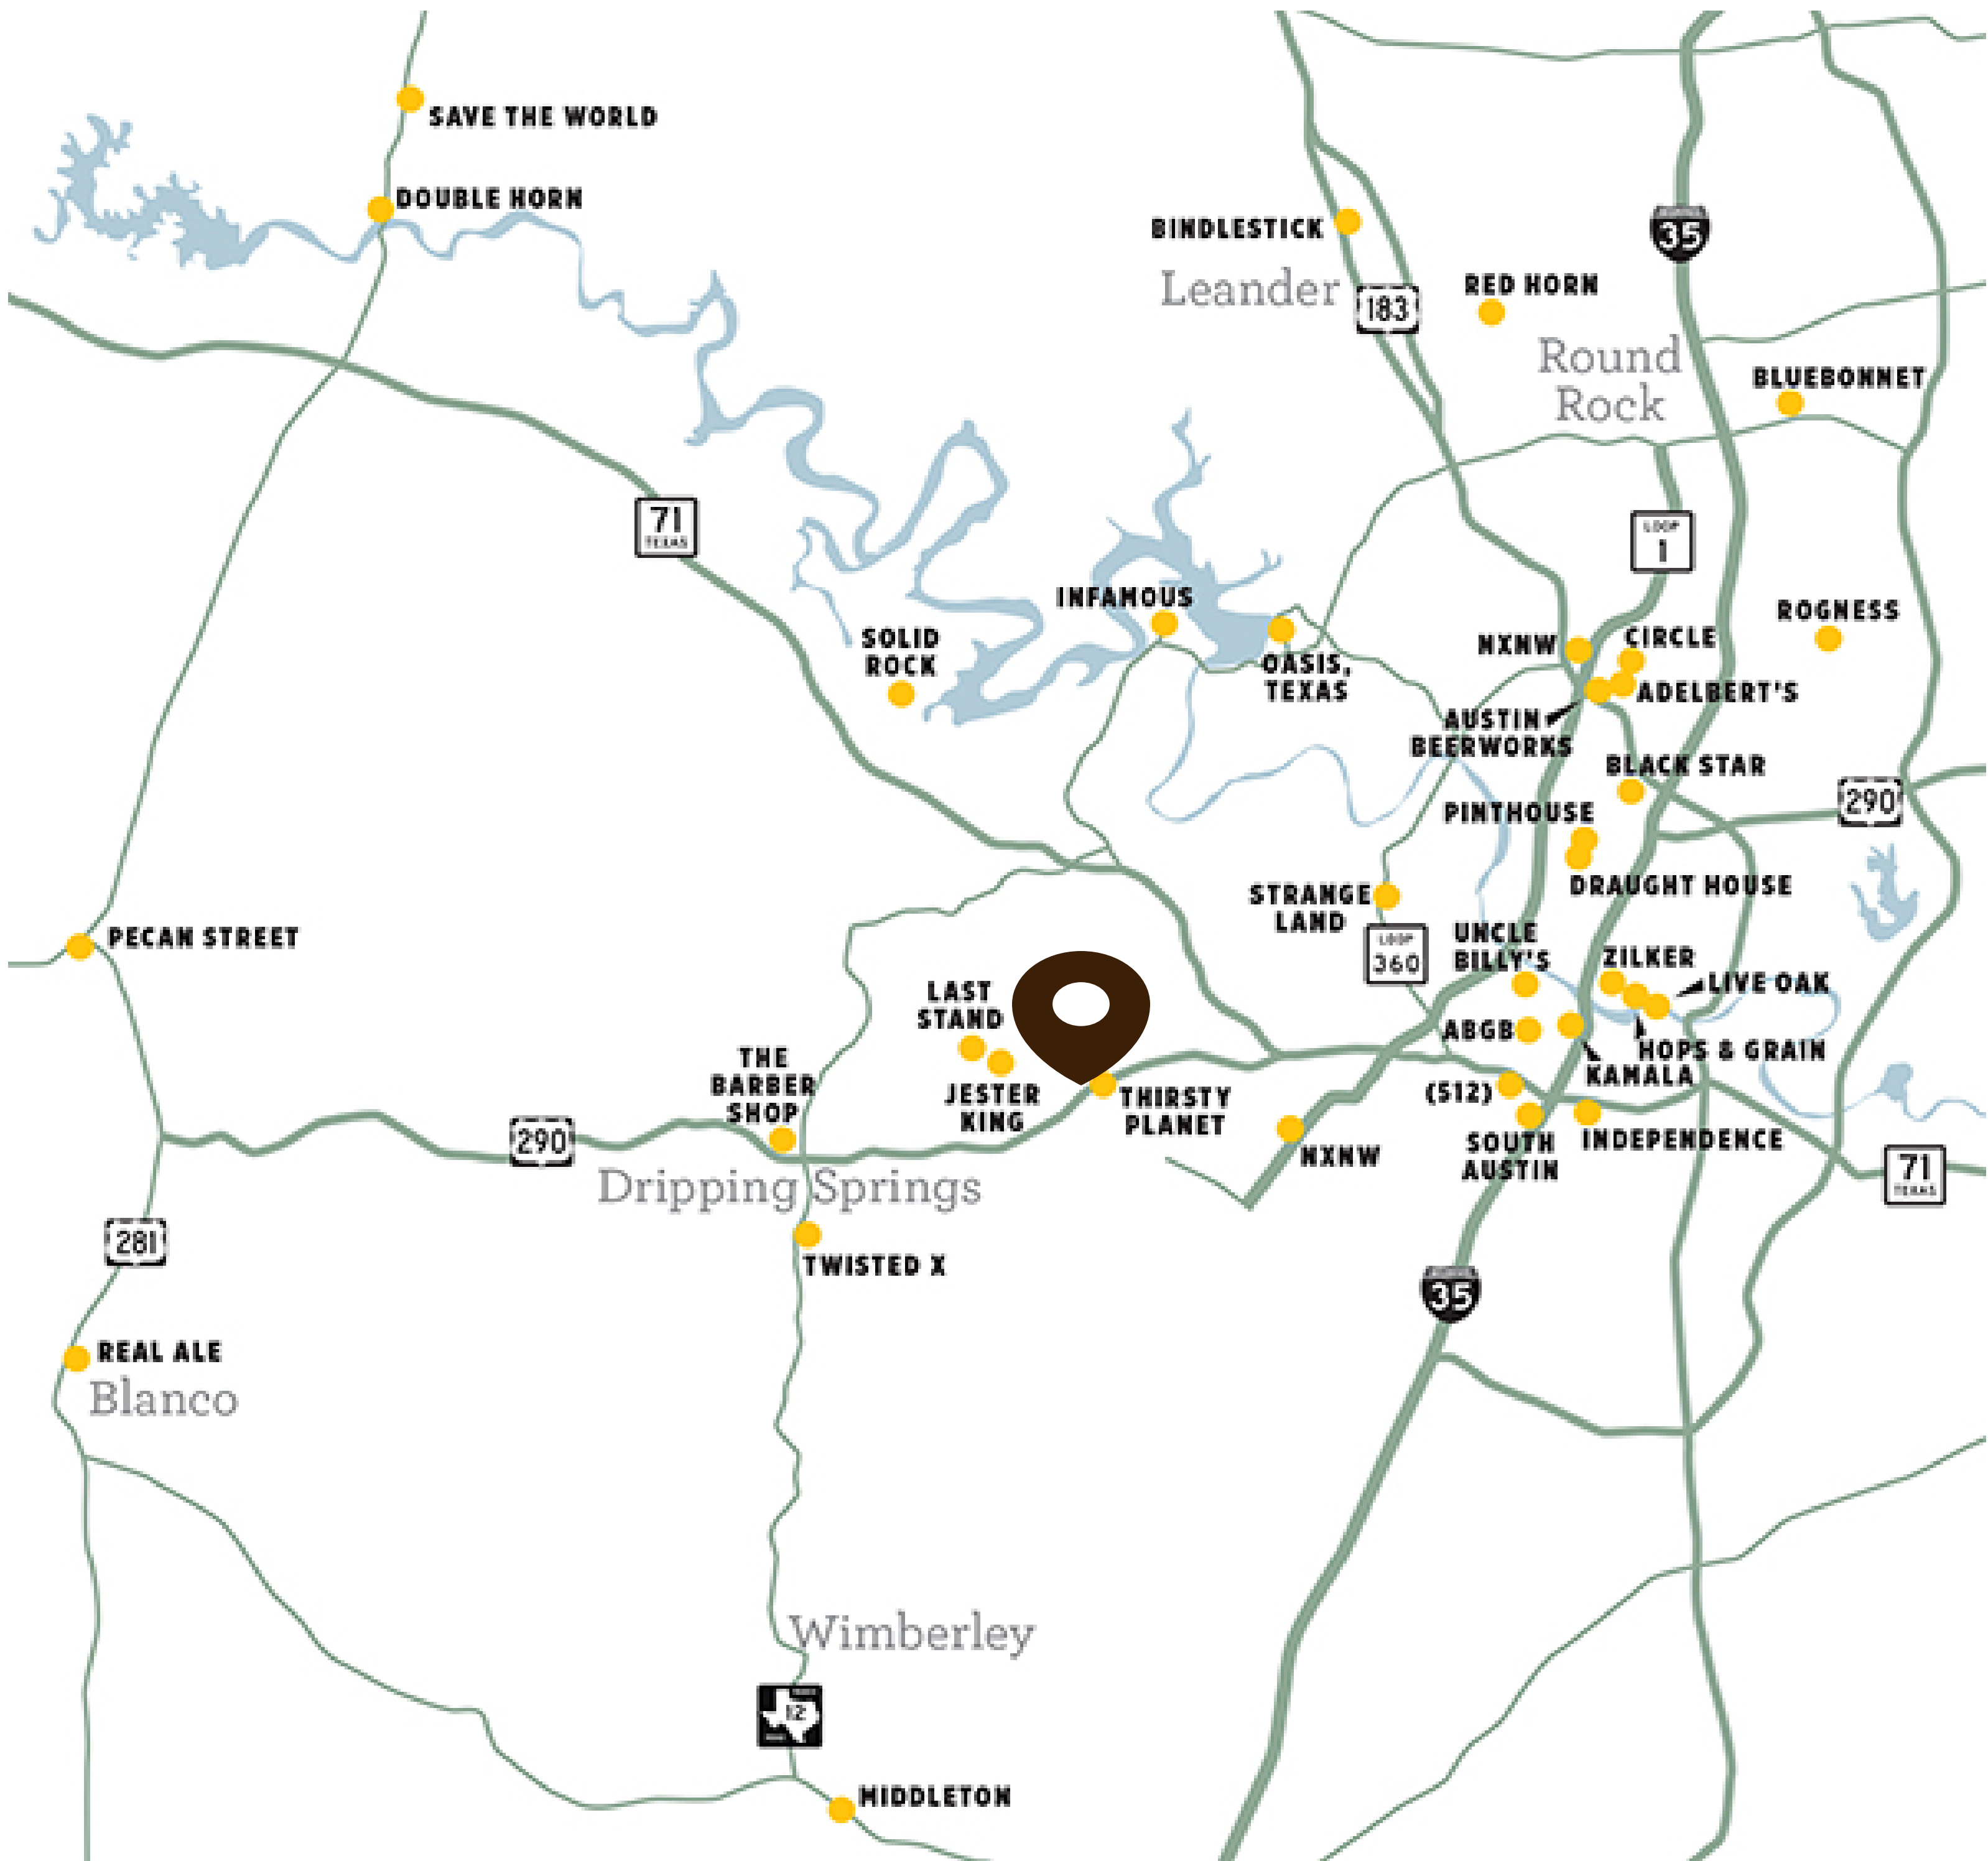 SAVE THE WORLD
DOUBLE HORN
BINDLESTICK
Leander
183
35
RED HORN
Round
Rock
BLUEBONNET
71
TEXAS
LOOP
1
INFAMOUS
SOLID
ROCK
OASIS,
TEXAS
NXNW
CIRCLE
ROGNESS
ADELBERT'S
AUSTIN
BEERWORKS
BLACK STAR
PINTHOUSE
290
DRAUGHT HOUSE
STRANGE
LAND
LOOP
360
UNCLE
BILLY'S
ZILKER
LIVE OAK
PECAN STREET
LAST
STAND
ABGB
HOPS & GRAIN
KAMALA
THE
BARBER
SHOP
JESTER
KING
THIRSTY
PLANET
(512)
290
NXNW
SOUTH
AUSTIN
INDEPENDENCE
71
TEXAS
Dripping Springs
281
TWISTED X
35
REAL ALE
Blanco
Wimberley
12
MIDDLETON